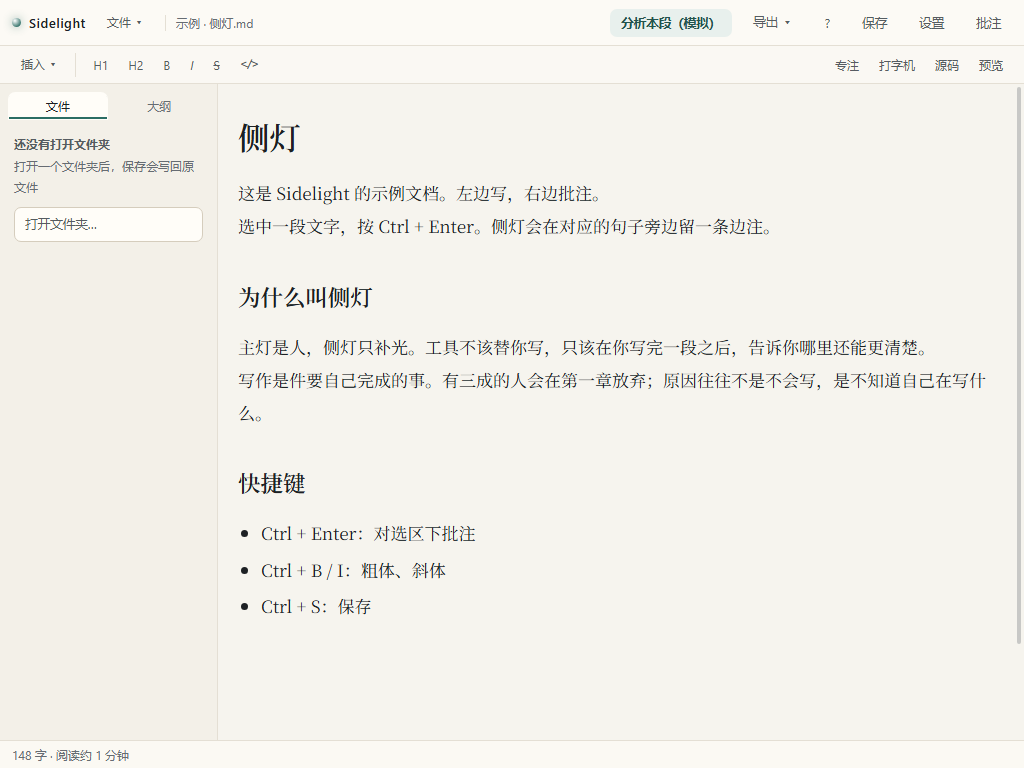 Sidelight 文件 ▾ 示例 · 侧灯.md 分析本段（模拟） 导出 ▾ ? 保存 设置 批注
插入 ▾ H1 H2 B I S </> 专注 打字机 源码 预览
文件 大纲
还没有打开文件夹
打开一个文件夹后，保存会写回原
文件
打开文件夹...
侧灯
这是 Sidelight 的示例文档。左边写，右边批注。
选中一段文字，按 Ctrl + Enter。侧灯会在对应的句子旁边留一条边注。
为什么叫侧灯
主灯是人，侧灯只补光。工具不该替你写，只该在你写完一段之后，告诉你哪里还能更清楚。
写作是件要自己完成的事。有三成的人会在第一章放弃；原因往往不是不会写，是不知道自己在写什
么。
快捷键
• Ctrl + Enter：对选区下批注
• Ctrl + B / I：粗体、斜体
• Ctrl + S：保存
148 字 · 阅读约 1 分钟